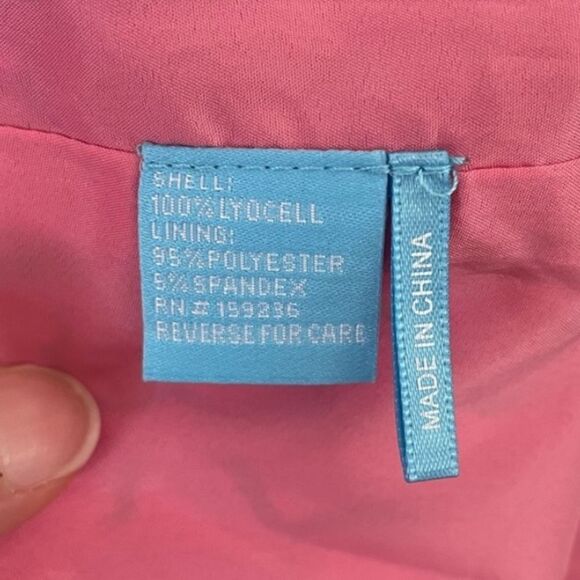 SHELL:
100% LYOCELL
LINING:
95% POLYESTER
5% SPANDEX
RN# 159236
REVERSE FOR CARE
MADE IN CHINA